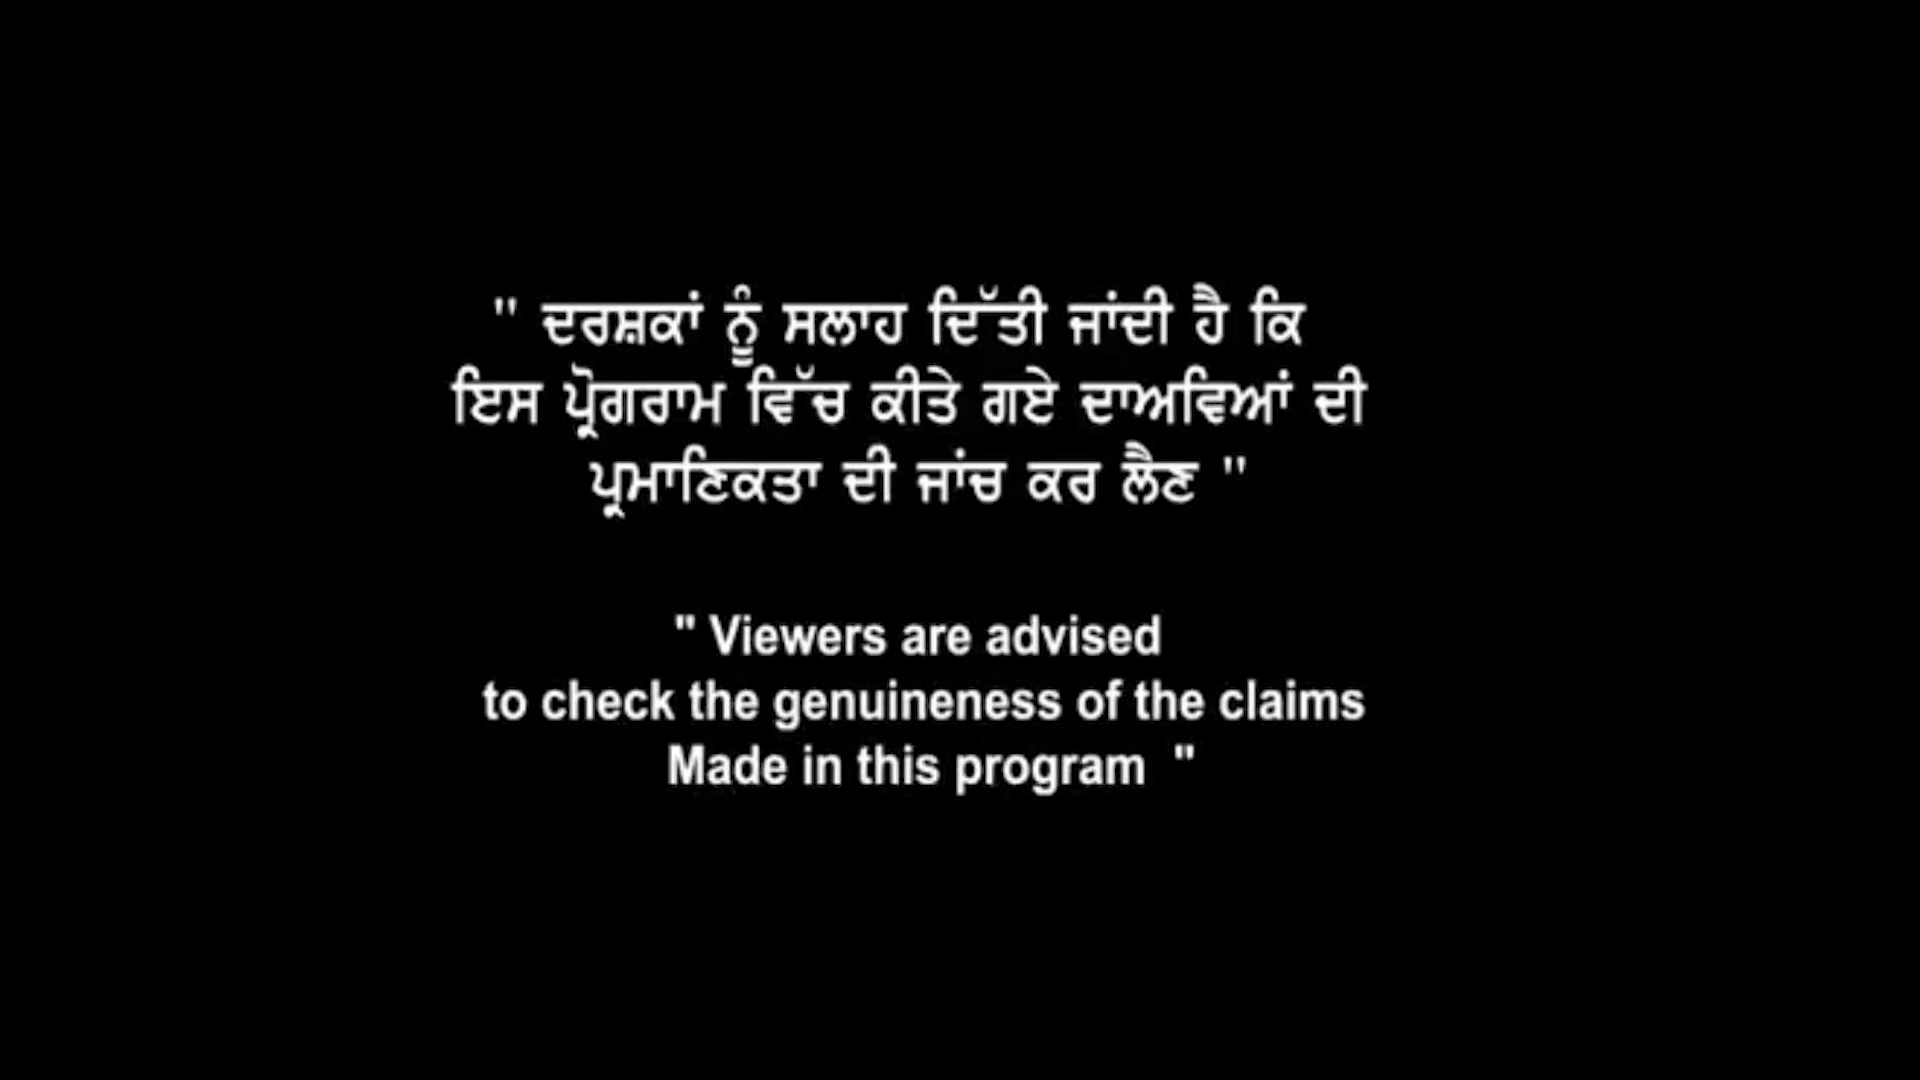 " ਦਰਸ਼ਕਾਂ ਨੂੰ ਸਲਾਹ ਦਿੱਤੀ ਜਾਂਦੀ ਹੈ ਕਿ
ਇਸ ਪ੍ਰੋਗਰਾਮ ਵਿੱਚ ਕੀਤੇ ਗਏ ਦਾਅਵਿਆਂ ਦੀ
ਪ੍ਰਮਾਣਿਕਤਾ ਦੀ ਜਾਂਚ ਕਰ ਲੈਣ "
" Viewers are advised
to check the genuineness of the claims
Made in this program "